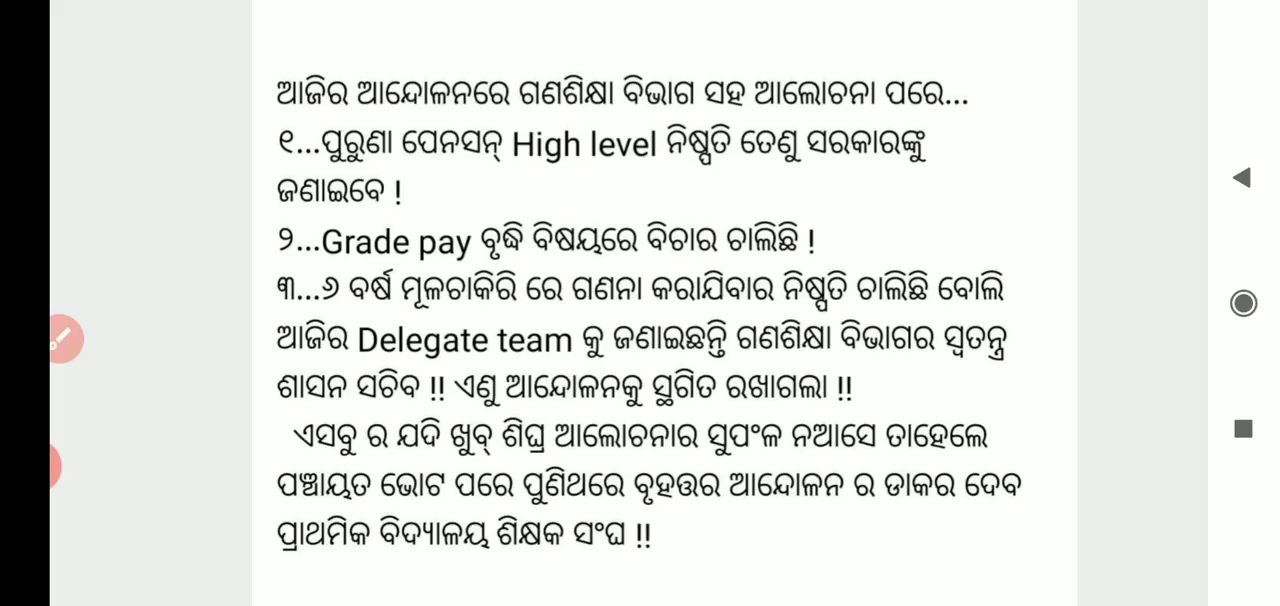 ଆଜିର ଆନ୍ଦୋଳନରେ ଗଣଶିକ୍ଷା ବିଭାଗ ସହ ଆଲୋଚନା ପରେ...
୧...ପୁରୁଣା ପେନସନ୍ High level ନିଷ୍ପତି ତେଣୁ ସରକାରଙ୍କୁ
ଜଣାଇବେ !
୨...Grade pay ବୃଦ୍ଧି ବିଷୟରେ ବିଚାର ଚାଲିଛି !
୩...୬ ବର୍ଷ ମୂଳଚାକିରି ରେ ଗଣନା କରାଯିବାର ନିଷ୍ପତି ଚାଲିଛି ବୋଲି
ଆଜିର Delegate team କୁ ଜଣାଇଛନ୍ତି ଗଣଶିକ୍ଷା ବିଭାଗର ସ୍ୱତନ୍ତ୍ର
ଶାସନ ସଚିବ !! ଏଣୁ ଆନ୍ଦୋଳନକୁ ସ୍ଥଗିତ ରଖାଗଲା !!
ଏସବୁ ର ଯଦି ଖୁବ୍ ଶିଘ୍ର ଆଲୋଚନାର ସୁଫଂଳ ନଆସେ ତାହେଲେ
ପଞ୍ଚାୟତ ଭୋଟ ପରେ ପୁଣିଥରେ ବୃହତ୍ତର ଆନ୍ଦୋଳନ ର ଡାକର ଦେବ
ପ୍ରାଥମିକ ବିଦ୍ୟାଳୟ ଶିକ୍ଷକ ସଂଘ !!